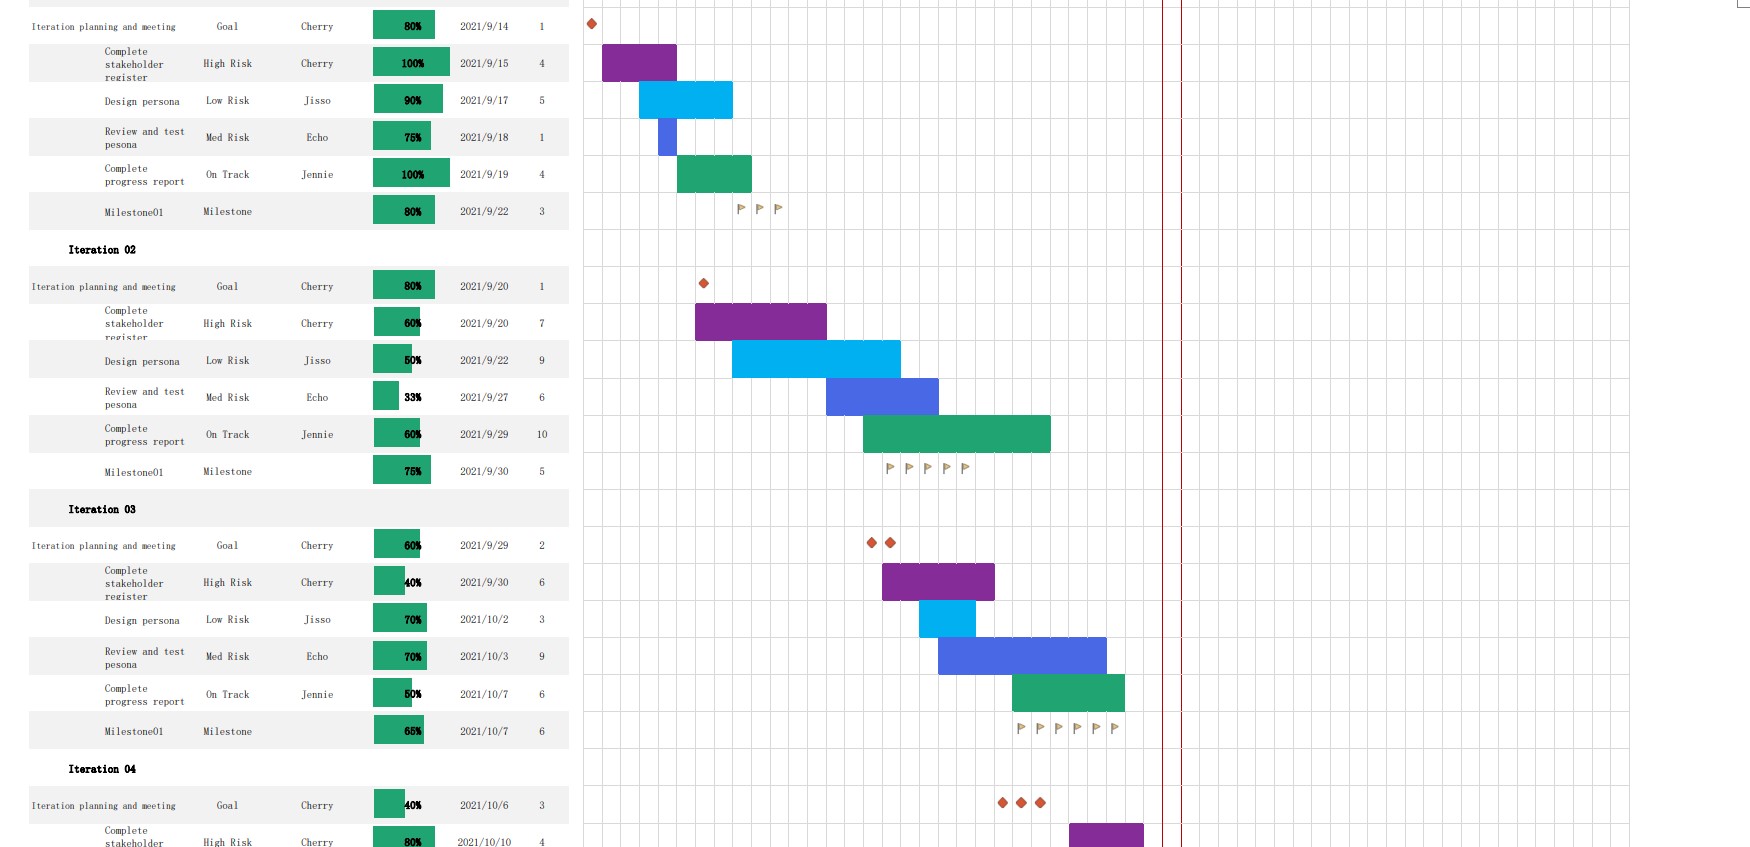 Iteration planning and meeting Goal Cherry 80% 2021/9/14 1
Complete
stakeholder High Risk Cherry 100% 2021/9/15 4
register
Design persona Low Risk Jisso 90% 2021/9/17 5
Review and test
pesona Med Risk Echo 75% 2021/9/18 1
Complete
progress report On Track Jennie 100% 2021/9/19 4
Milestone01 Milestone 80% 2021/9/22 3
Iteration 02
Iteration planning and meeting Goal Cherry 80% 2021/9/20 1
Complete
stakeholder High Risk Cherry 60% 2021/9/20 7
register
Design persona Low Risk Jisso 50% 2021/9/22 9
Review and test
pesona Med Risk Echo 33% 2021/9/27 6
Complete
progress report On Track Jennie 60% 2021/9/29 10
Milestone01 Milestone 75% 2021/9/30 5
Iteration 03
Iteration planning and meeting Goal Cherry 60% 2021/9/29 2
Complete
stakeholder High Risk Cherry 40% 2021/9/30 6
register
Design persona Low Risk Jisso 70% 2021/10/2 3
Review and test
pesona Med Risk Echo 70% 2021/10/3 9
Complete
progress report On Track Jennie 50% 2021/10/7 6
Milestone01 Milestone 65% 2021/10/7 6
Iteration 04
Iteration planning and meeting Goal Cherry 40% 2021/10/6 3
Complete
stakeholder High Risk Cherry 80% 2021/10/10 4